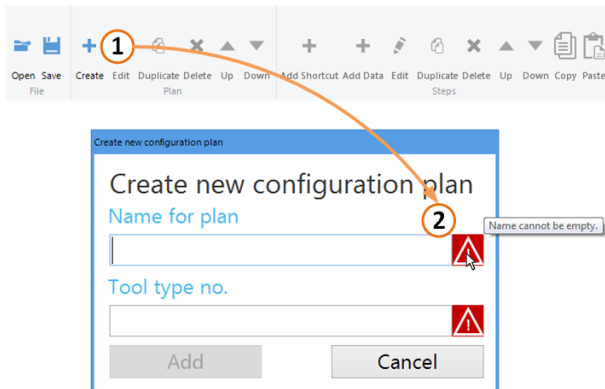 1
Open Save Create Edit Duplicate Delete Up Down Add Shortcut Add Data Edit Duplicate Delete Up Down Copy Paste
File Plan Steps
Create new configuration plan
Create new configuration plan
Name for plan
2
Name cannot be empty.
Tool type no.
Add Cancel